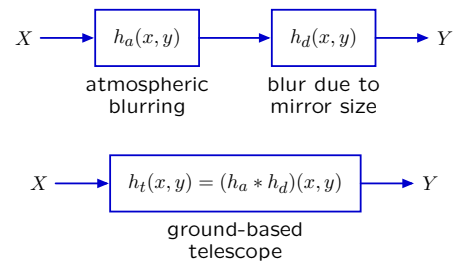 X h_a(x, y) h_d(x, y) Y
atmospheric blur due to
blurring mirror size
X h_t(x, y) = (h_a * h_d)(x, y) Y
ground-based
telescope